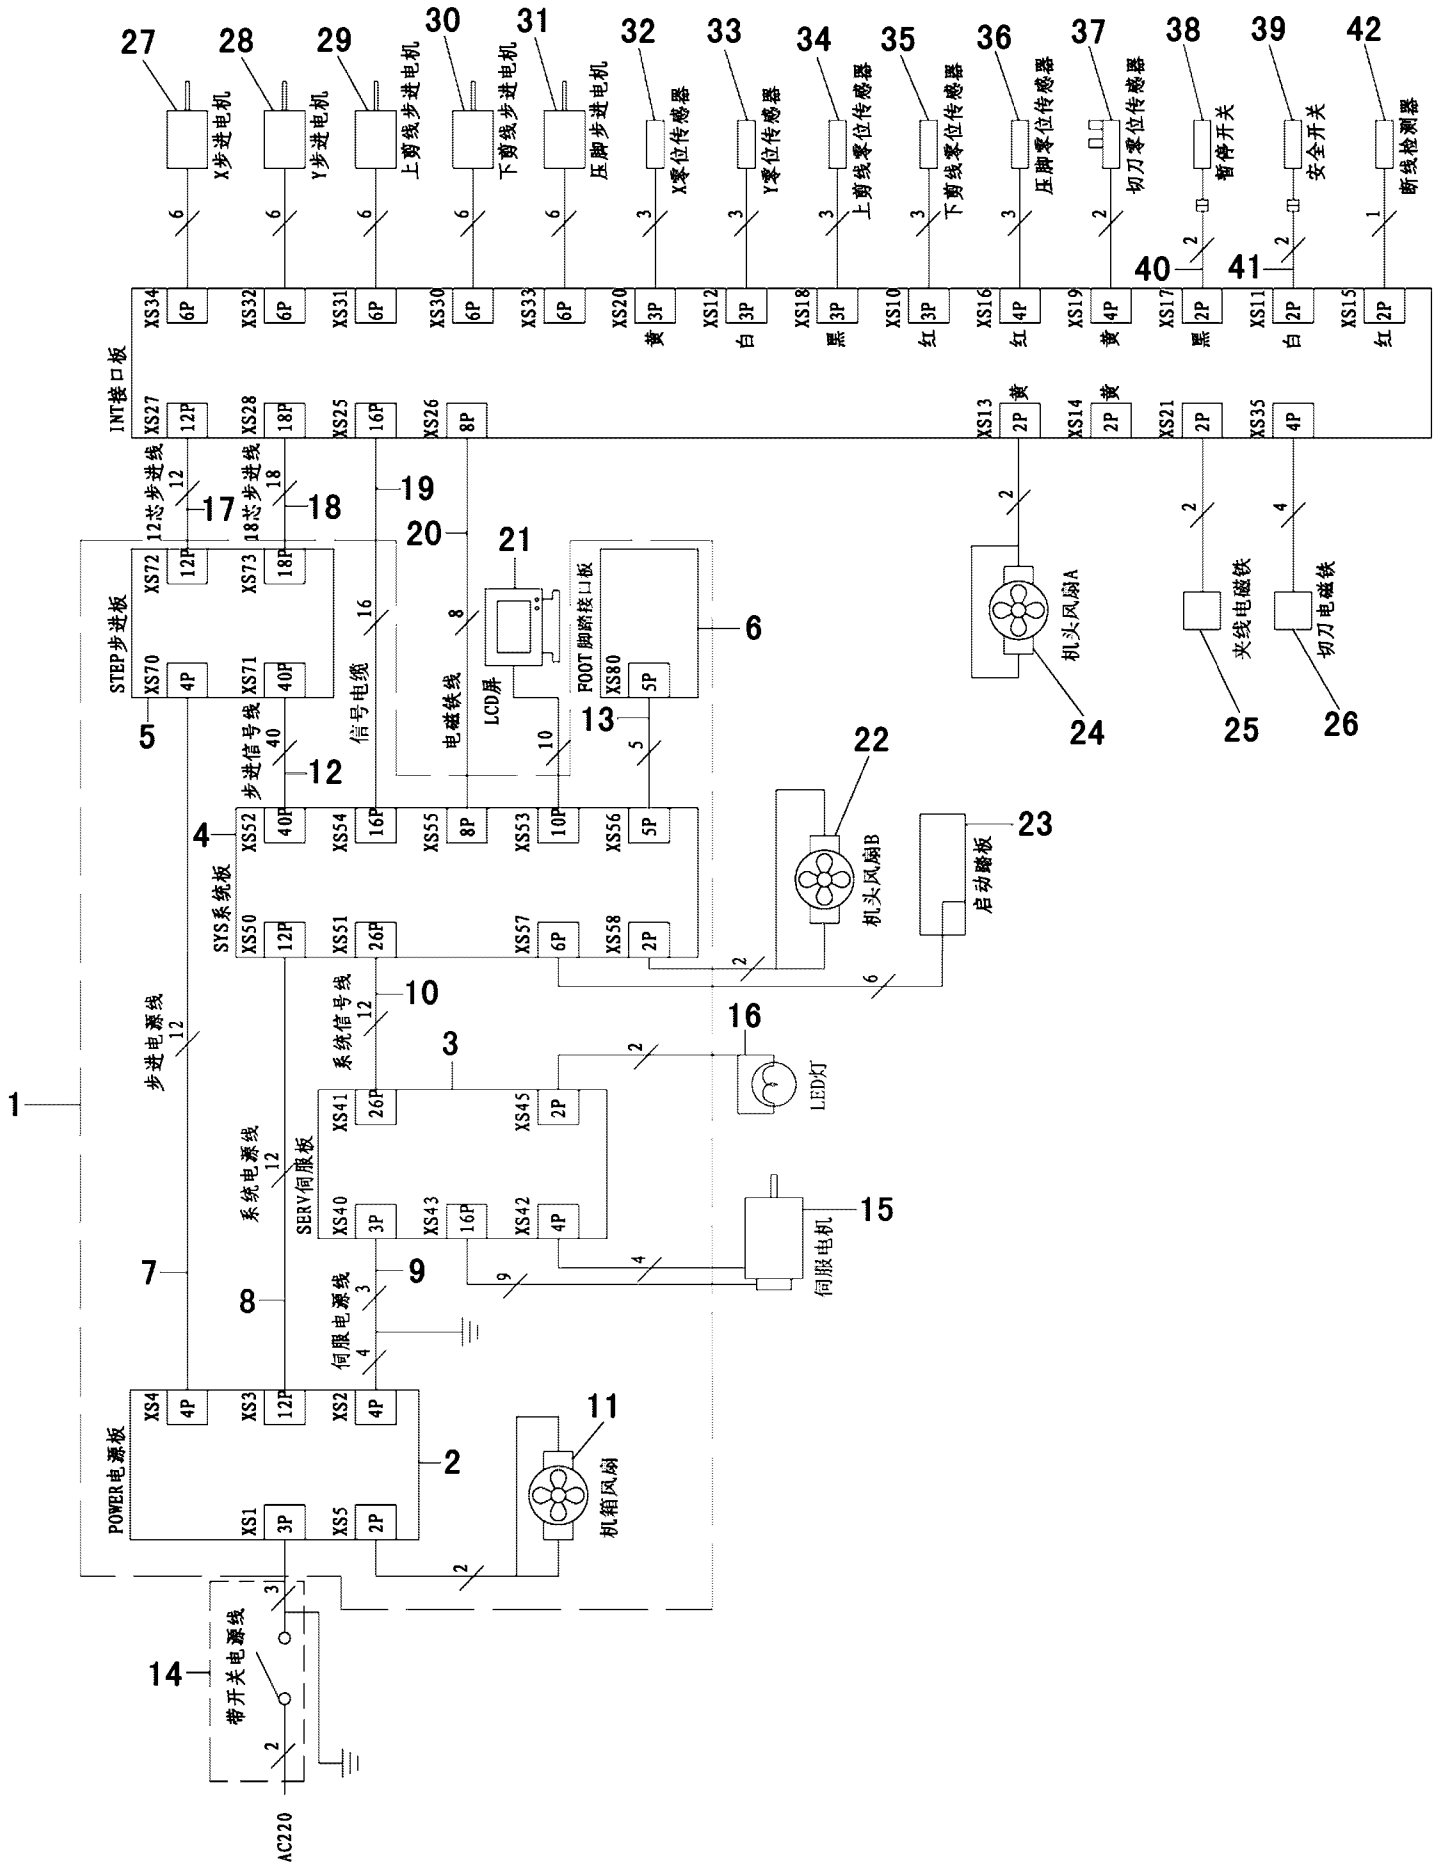 27
28
29
30
31
32
33
34
35
36
37
38
39
42
X步进电机
Y步进电机
上剪线步进电机
下剪线步进电机
压脚步进电机
X零位传感器
Y零位传感器
上剪线零位传感器
下剪线零位传感器
压脚零位传感器
切刀零位传感器
暂停开关
安全开关
断线检测器
6
6
6
6
6
3
3
3
3
3
2
2
2
1
40
41
XS34
6P
XS32
6P
XS31
6P
XS30
6P
XS33
6P
XS20
3P
黄
XS12
3P
白
XS18
3P
黑
XS10
3P
红
XS16
4P
红
XS19
4P
黄
XS17
2P
黑
XS11
2P
白
XS15
2P
红
INT接口板
XS27
12P
XS28
18P
XS25
16P
XS26
8P
XS13
2P
黄
XS14
2P
黄
XS21
2P
XS35
4P
12芯步进线
12
17
18芯步进线
18
18
19
20
21
2
2
4
STEP步进板
XS72
12P
XS73
18P
XS70
4P
XS71
40P
5
16
信号电缆
8
电磁铁线
LCD屏
10
FOOT脚踏接口板
XS80
5P
6
13
5
机头风扇A
24
夹线电磁铁
25
切刀电磁铁
26
步进信号线
40
12
4
SYS系统板
XS52
40P
XS54
16P
XS55
8P
XS53
10P
XS56
5P
XS50
12P
XS51
26P
XS57
6P
XS58
2P
22
机头风扇B
23
启动踏板
2
6
步进电源线
12
系统信号线
12
10
3
16
2
LED灯
1
系统电源线
12
SERV伺服板
XS41
26P
XS45
2P
XS40
3P
XS43
16P
XS42
4P
15
伺服电机
4
9
7
8
9
伺服电源线
3
4
POWER电源板
XS4
4P
XS3
12P
XS2
4P
XS1
3P
XS5
2P
2
11
机箱风扇
2
14
带开关电源线
3
2
AC220